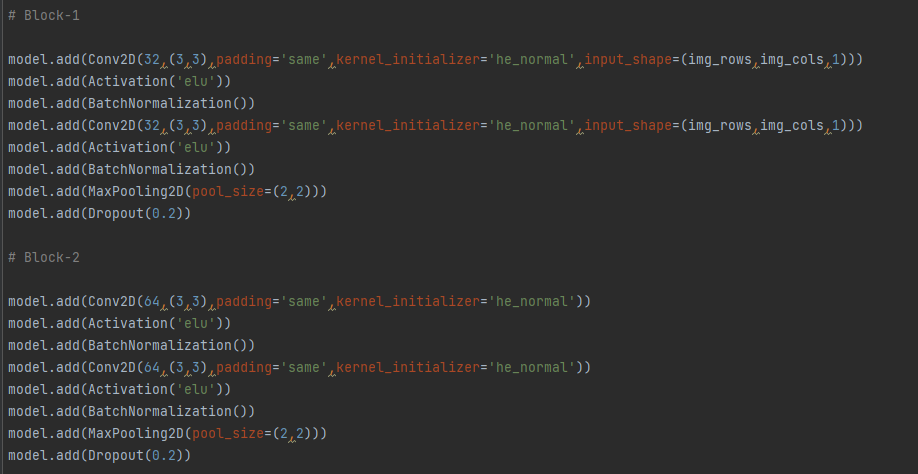 # Block-1
model.add(Conv2D(32,(3,3),padding='same',kernel_initializer='he_normal',input_shape=(img_rows,img_cols,1)))
model.add(Activation('elu'))
model.add(BatchNormalization())
model.add(Conv2D(32,(3,3),padding='same',kernel_initializer='he_normal',input_shape=(img_rows,img_cols,1)))
model.add(Activation('elu'))
model.add(BatchNormalization())
model.add(MaxPooling2D(pool_size=(2,2)))
model.add(Dropout(0.2))
# Block-2
model.add(Conv2D(64,(3,3),padding='same',kernel_initializer='he_normal'))
model.add(Activation('elu'))
model.add(BatchNormalization())
model.add(Conv2D(64,(3,3),padding='same',kernel_initializer='he_normal'))
model.add(Activation('elu'))
model.add(BatchNormalization())
model.add(MaxPooling2D(pool_size=(2,2)))
model.add(Dropout(0.2))